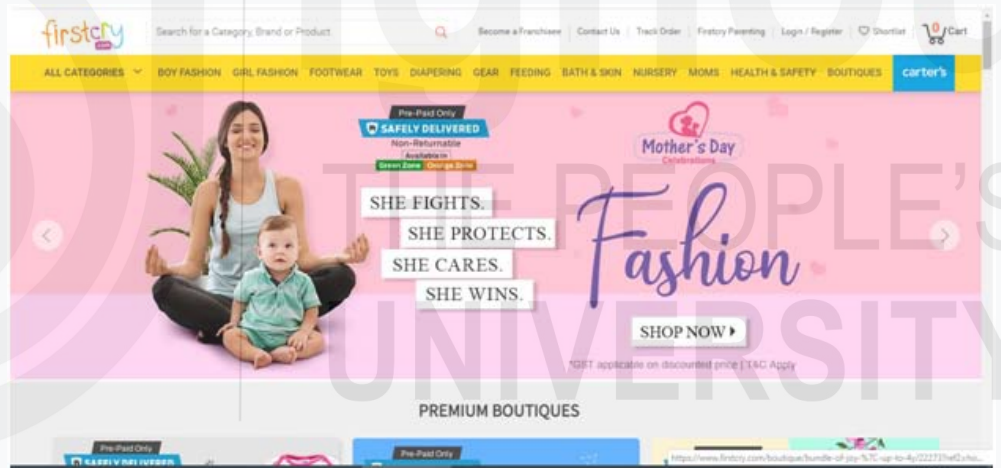 firstcry
.com
Search for a Category, Brand or Product
Become a Franchisee | Contact Us | Track Order | Firstcry Parenting | Login / Register | Shortlist | 0 Cart
ALL CATEGORIES BOY FASHION GIRL FASHION FOOTWEAR TOYS DIAPERING GEAR FEEDING BATH & SKIN NURSERY MOMS HEALTH & SAFETY BOUTIQUES carter's
Pre-Paid Only
SAFELY DELIVERED
Non-Returnable
Available in
Green Zone Orange Zone
Mother's Day
Celebrations
SHE FIGHTS.
SHE PROTECTS.
SHE CARES.
SHE WINS.
Fashion
SHOP NOW
*GST applicable on discounted price | T&C Apply
THE PEOPLE'S
UNIVERSITY
PREMIUM BOUTIQUES
Pre-Paid Only
SAFELY DELIVERED
Pre-Paid Only